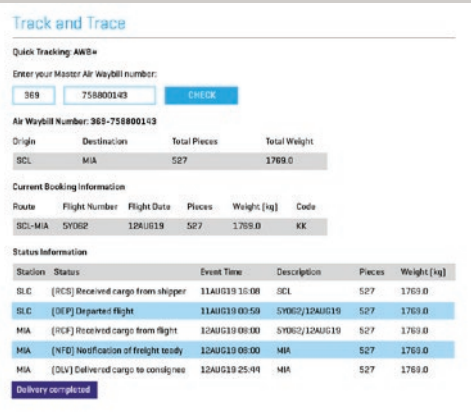 Track and Trace
Quick Tracking: AWB#
Enter your Master Air Waybill number:
369 758800143 CHECK
Air Waybill Number: 369-758800143
Origin Destination Total Pieces Total Weight
SCL MIA 527 1769.0
Current Booking Information
Route Flight Number Flight Date Pieces Weight (kg) Code
SCL-MIA 5Y062 12AUG19 527 1769.0 KK
Status Information
Station Status Event Time Description Pieces Weight (kg)
SLC (RCS) Received cargo from shipper 11AUG19 16:08 SCL 527 1769.0
SLC (DEP) Departed flight 11AUG19 00:59 5Y062/12AUG19 527 1769.0
MIA (RCF) Received cargo from flight 12AUG19 08:00 5Y062/12AUG19 527 1769.0
MIA (NFD) Notification of freight teady 12AUG19 08:00 MIA 527 1769.0
MIA (DLV) Delivered cargo to consignee 12AUG19 25:44 MIA 527 1769.0
Delivery completed